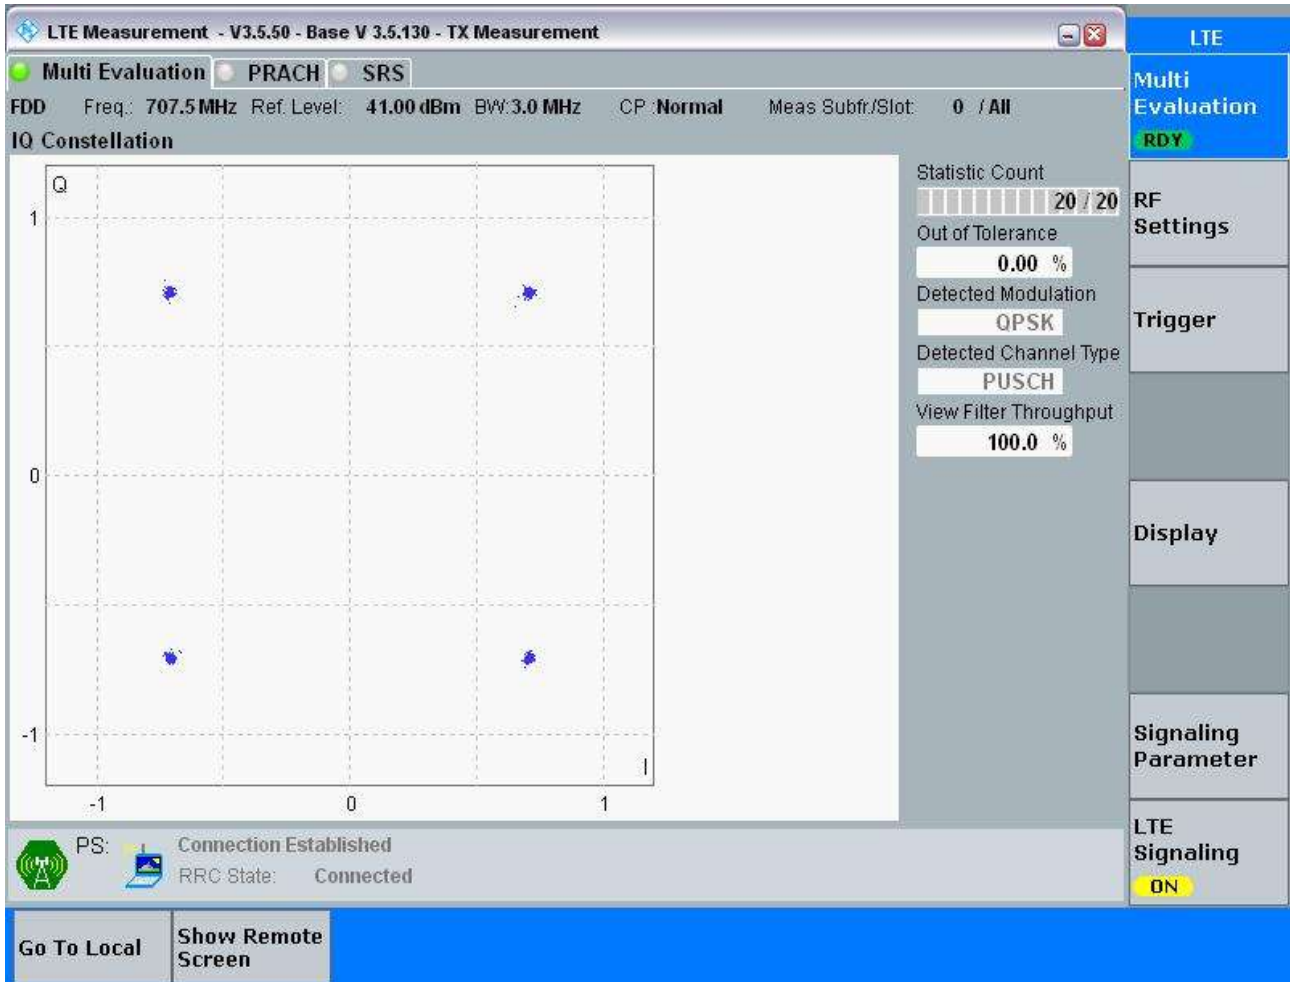 LTE Measurement - V3.5.50 - Base V 3.5.130 - TX Measurement
LTE
Multi Evaluation PRACH SRS
Multi
Evaluation
RDY
FDD Freq.: 707.5 MHz Ref. Level: 41.00 dBm BW:3.0 MHz CP :Normal Meas Subfr./Slot: 0 / All
IQ Constellation
Q
1
0
-1
I
-1 0 1
Statistic Count
20 / 20
Out of Tolerance
0.00 %
Detected Modulation
QPSK
Detected Channel Type
PUSCH
View Filter Throughput
100.0 %
RF
Settings
Trigger
Display
Signaling
Parameter
LTE
Signaling
ON
PS: Connection Established
RRC State: Connected
Go To Local
Show Remote
Screen